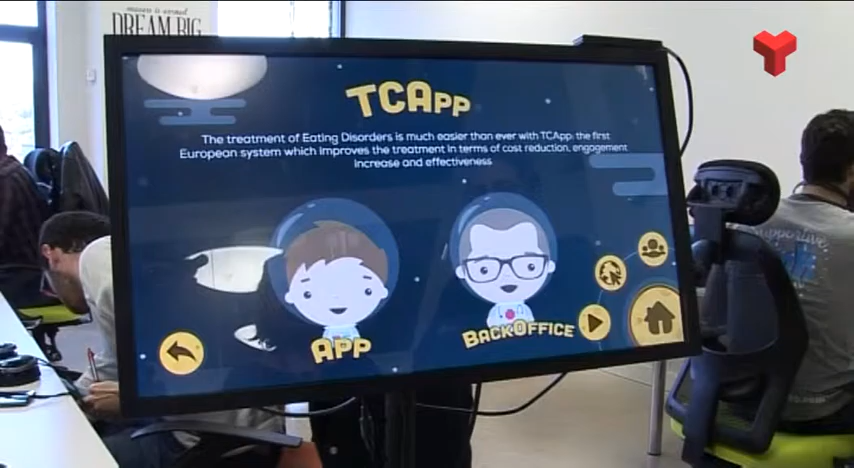 DREAM BIG
TCAPP
The treatment of Eating Disorders is much easier than ever with TCApp: the first
European system which improves the treatment in terms of cost reduction, engagement
increase and effectiveness
APP
BACKOFFICE